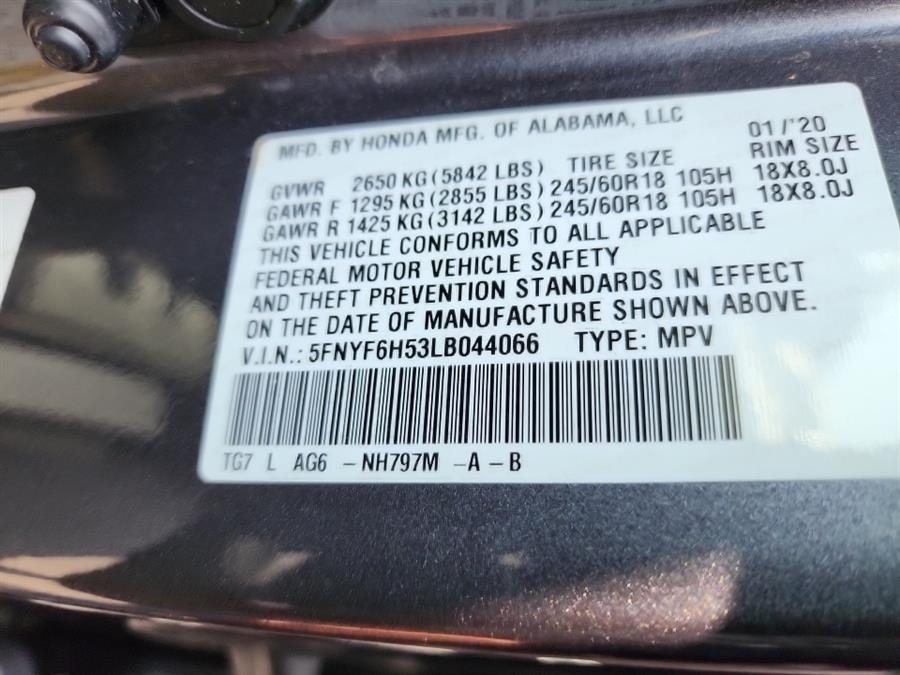 MFD. BY HONDA MFG. OF ALABAMA, LLC 01/'20
GVWR 2650 KG (5842 LBS) TIRE SIZE RIM SIZE
GAWR F 1295 KG (2855 LBS) 245/60R18 105H 18X8.0J
GAWR R 1425 KG (3142 LBS) 245/60R18 105H 18X8.0J
THIS VEHICLE CONFORMS TO ALL APPLICABLE
FEDERAL MOTOR VEHICLE SAFETY
AND THEFT PREVENTION STANDARDS IN EFFECT
ON THE DATE OF MANUFACTURE SHOWN ABOVE.
V.I.N.: 5FNYF6H53LB044066 TYPE: MPV
TG7 L AG6 - NH797M - A - B